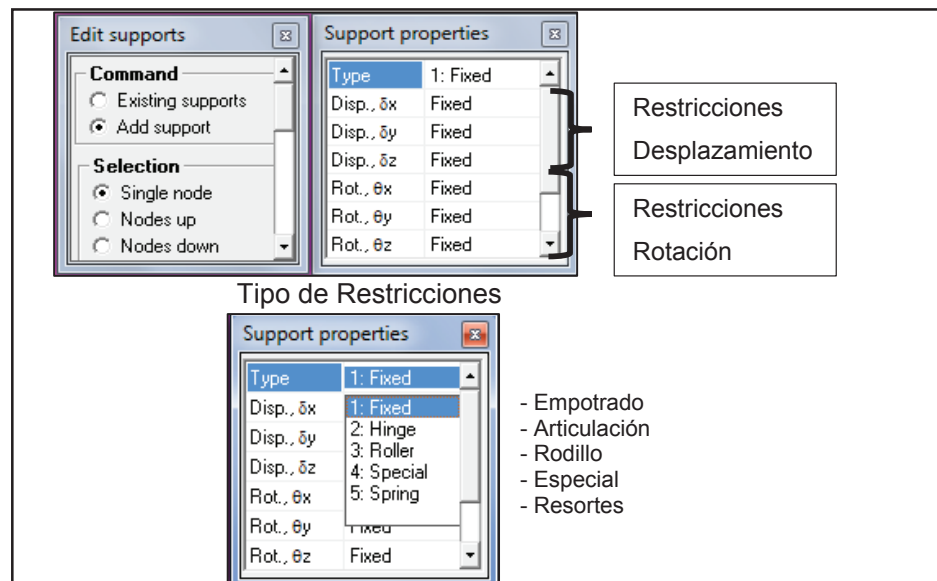 Edit supports
Command
Existing supports
Add support
Selection
Single node
Nodes up
Nodes down
Support properties
Type 1: Fixed
Disp., δx Fixed
Disp., δy Fixed
Disp., δz Fixed
Rot., θx Fixed
Rot., θy Fixed
Rot., θz Fixed
Restricciones
Desplazamiento
Restricciones
Rotación
Tipo de Restricciones
Support properties
Type 1: Fixed
Disp., δx 1: Fixed
2: Hinge
Disp., δy 3: Roller
Disp., δz 4: Special
Rot., θx 5: Spring
Rot., θy
Rot., θz Fixed
- Empotrado
- Articulación
- Rodillo
- Especial
- Resortes